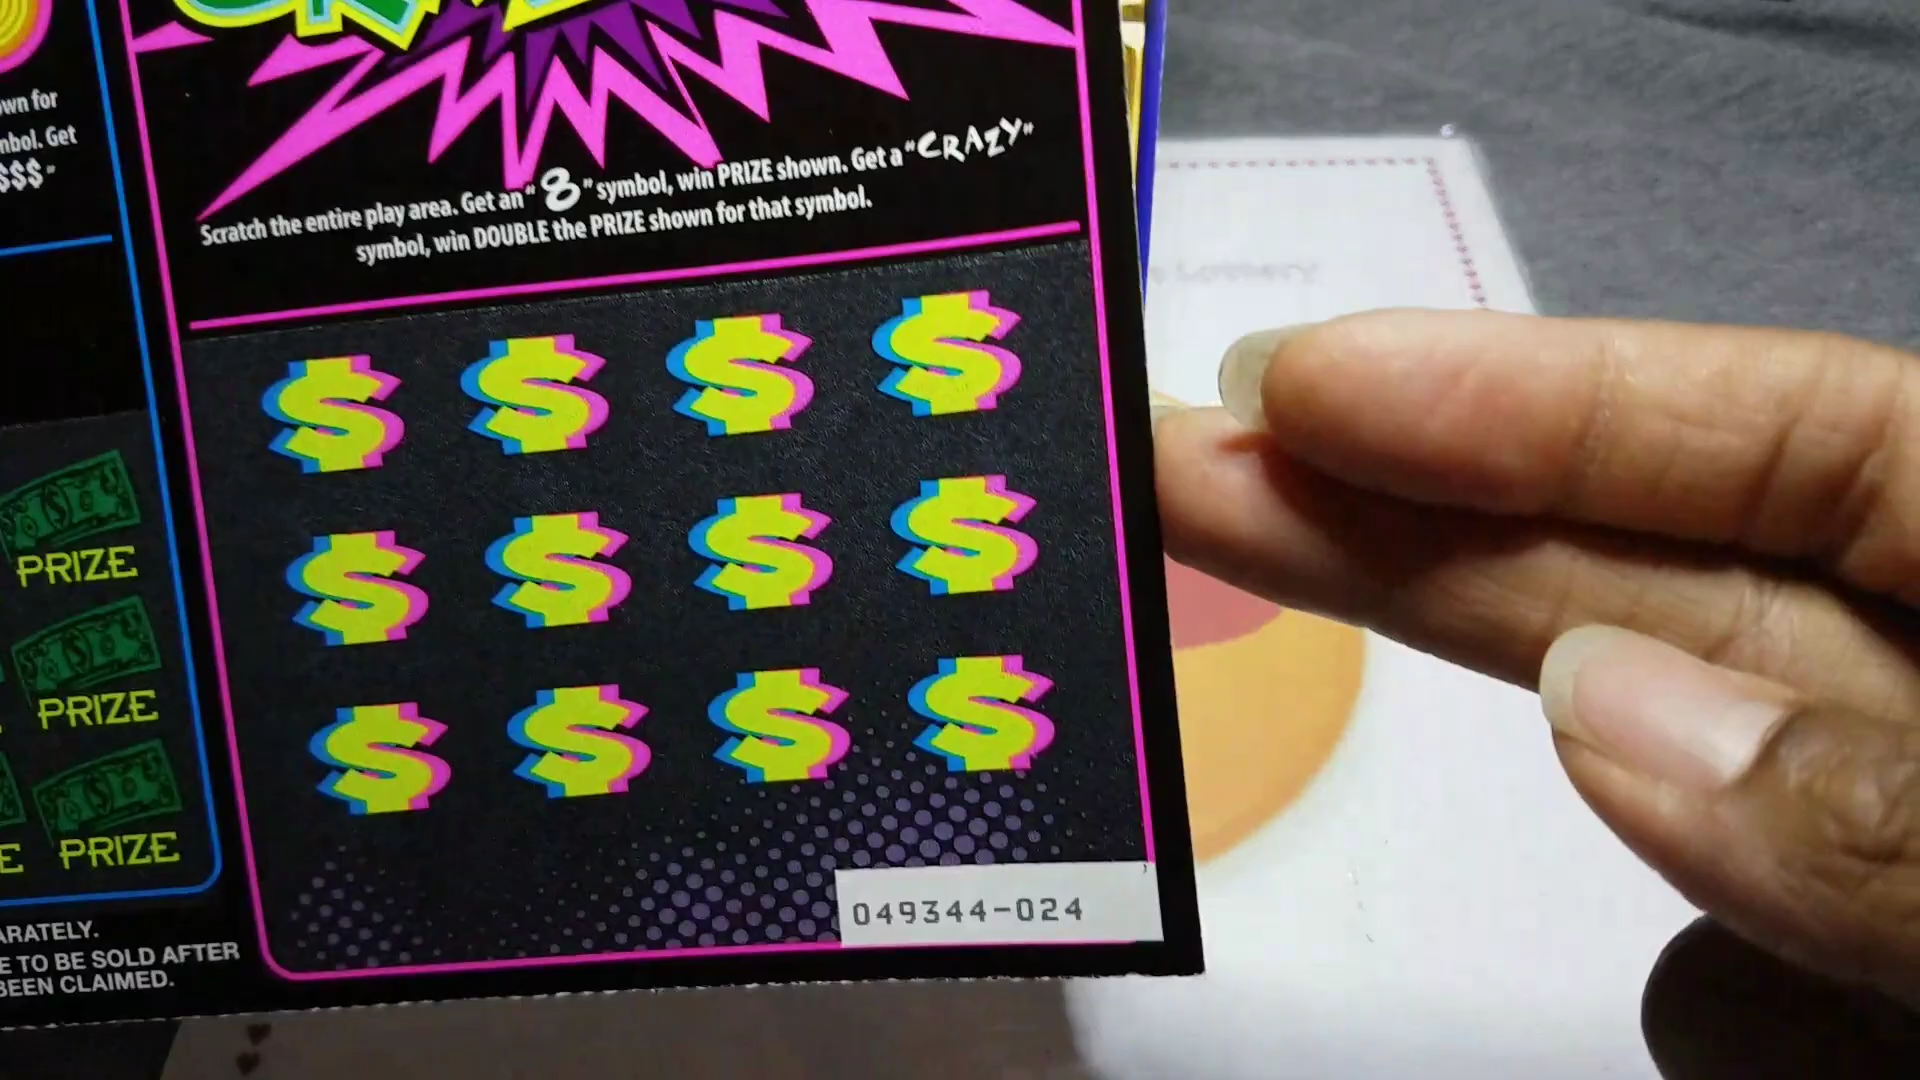 own for
mbol. Get
$$$"
Scratch the entire play area. Get an "8" symbol, win PRIZE shown. Get a "CRAZY"
symbol, win DOUBLE the PRIZE shown for that symbol.
$ $ $ $
$ $ $ $
$ $ $ $
PRIZE
PRIZE
E PRIZE
049344-024
ARATELY.
E TO BE SOLD AFTER
BEEN CLAIMED.